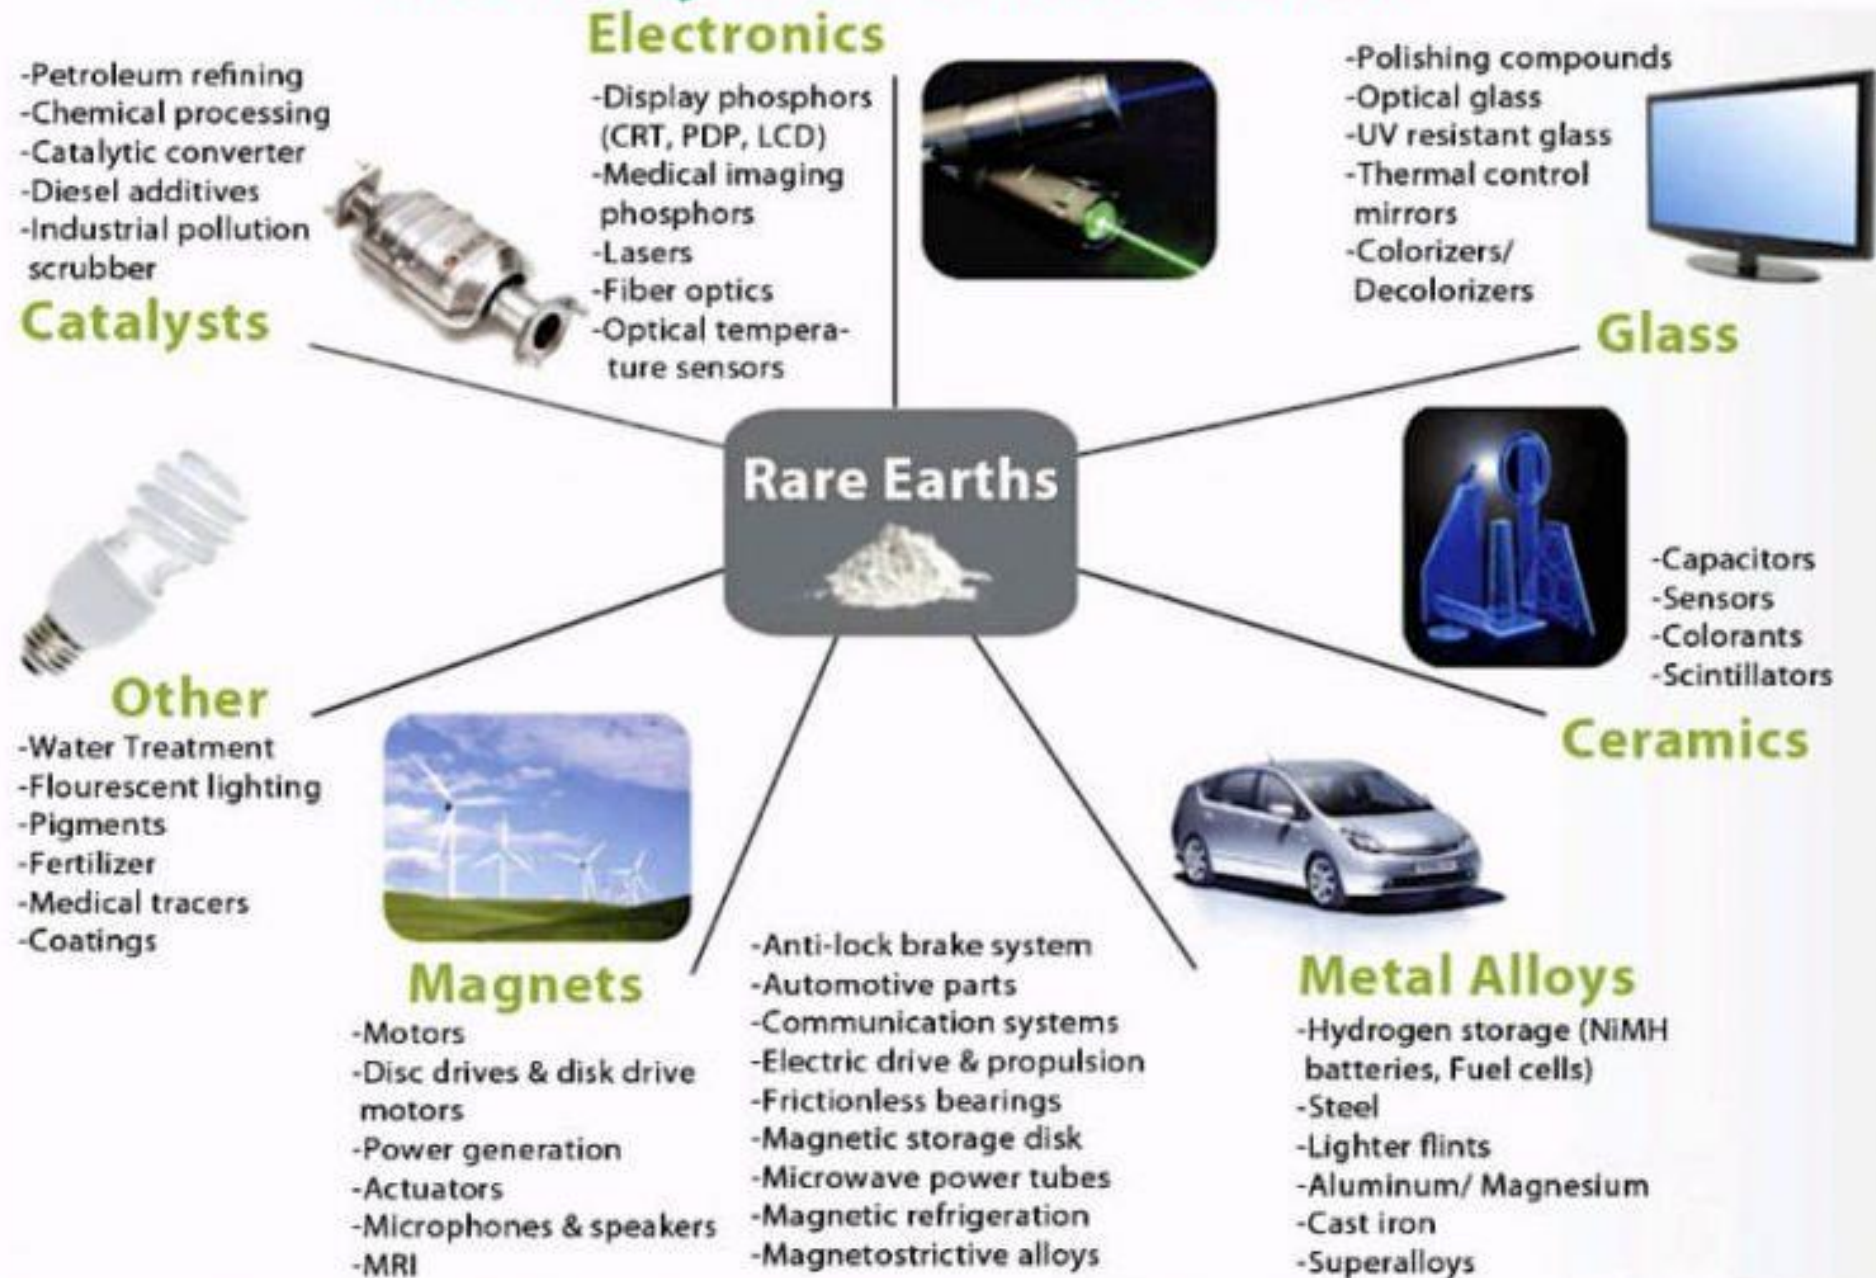 Electronics
-Display phosphors
(CRT, PDP, LCD)
-Medical imaging
phosphors
-Lasers
-Fiber optics
-Optical tempera-
ture sensors
-Petroleum refining
-Chemical processing
-Catalytic converter
-Diesel additives
-Industrial pollution
scrubber
Catalysts
-Polishing compounds
-Optical glass
-UV resistant glass
-Thermal control
mirrors
-Colorizers/
Decolorizers
Glass
Rare Earths
-Capacitors
-Sensors
-Colorants
-Scintillators
Ceramics
Other
-Water Treatment
-Flourescent lighting
-Pigments
-Fertilizer
-Medical tracers
-Coatings
Magnets
-Motors
-Disc drives & disk drive
motors
-Power generation
-Actuators
-Microphones & speakers
-MRI
-Anti-lock brake system
-Automotive parts
-Communication systems
-Electric drive & propulsion
-Frictionless bearings
-Magnetic storage disk
-Microwave power tubes
-Magnetic refrigeration
-Magnetostrictive alloys
Metal Alloys
-Hydrogen storage (NiMH
batteries, Fuel cells)
-Steel
-Lighter flints
-Aluminum/ Magnesium
-Cast iron
-Superalloys